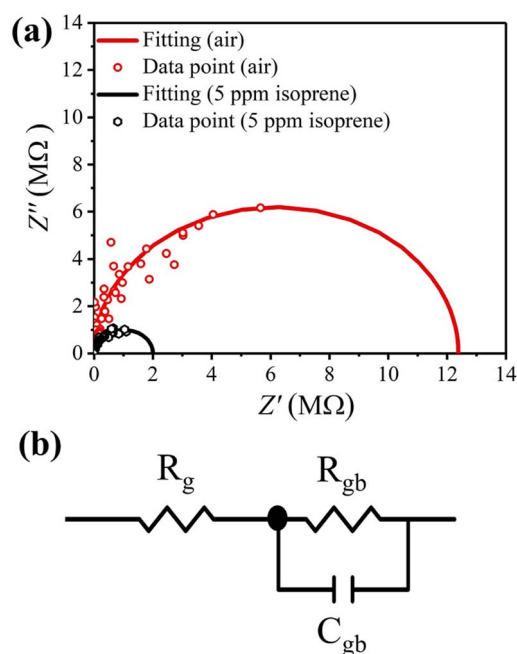 (a)
Fitting (air)
Data point (air)
Fitting (5 ppm isoprene)
Data point (5 ppm isoprene)
Z″ (MΩ)
14
12
10
8
6
4
2
0
0 2 4 6 8 10 12 14
Z′ (MΩ)
(b)
Rg Rgb
Cgb